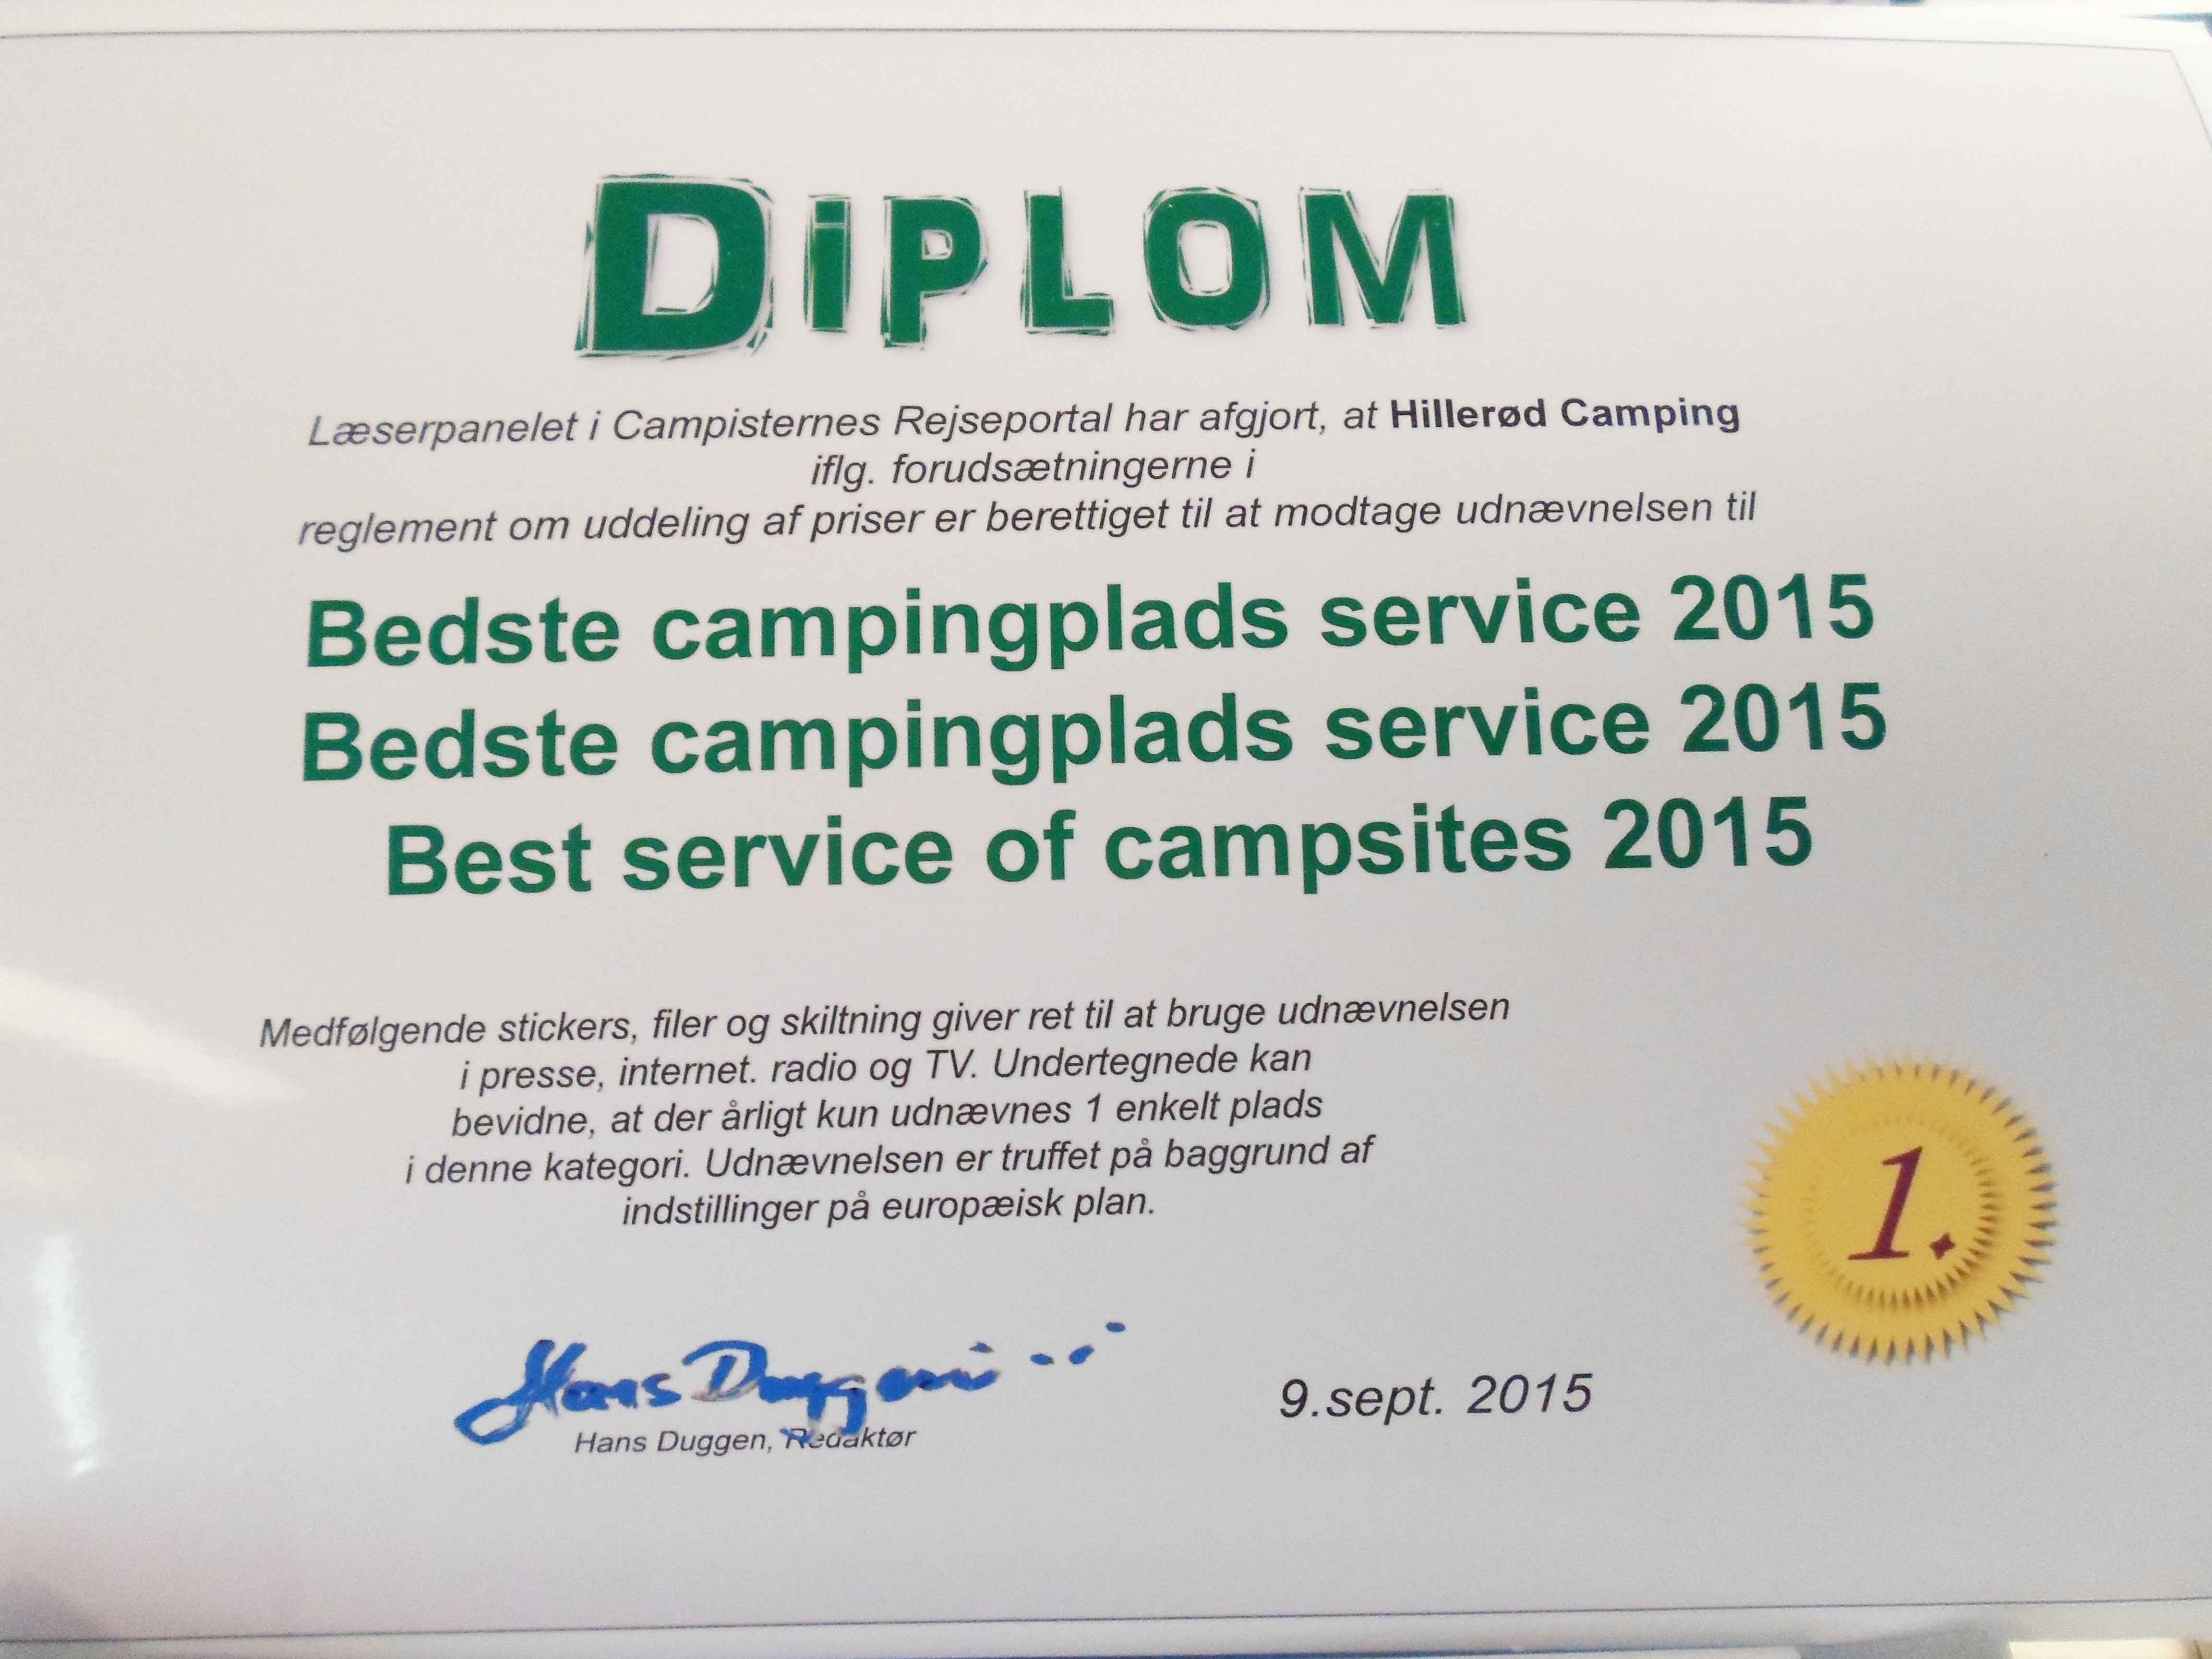 DiPLOM
Læserpanelet i Campisternes Rejseportal har afgjort, at Hillerød Camping
iflg. forudsætningerne i
reglement om uddeling af priser er berettiget til at modtage udnævnelsen til
Bedste campingplads service 2015
Bedste campingplads service 2015
Best service of campsites 2015
Medfølgende stickers, filer og skiltning giver ret til at bruge udnævnelsen
i presse, internet. radio og TV. Undertegnede kan
bevidne, at der årligt kun udnævnes 1 enkelt plads
i denne kategori. Udnævnelsen er truffet på baggrund af
indstillinger på europæisk plan.
1.
Hans Duggen
Hans Duggen, Redaktør
9.sept. 2015